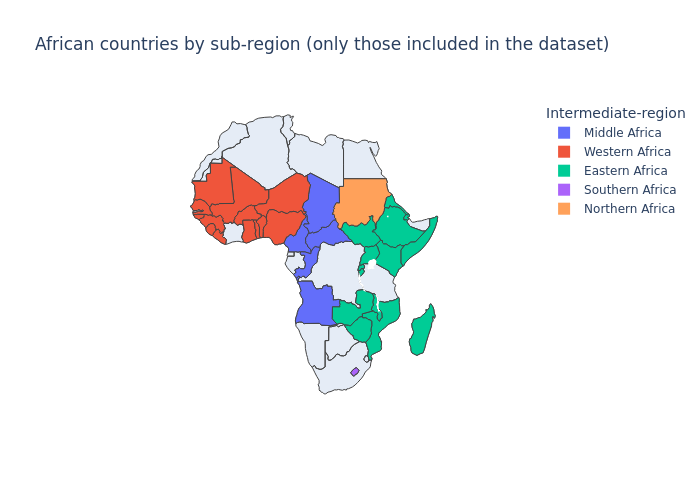 African countries by sub-region (only those included in the dataset)
Intermediate-region
Middle Africa
Western Africa
Eastern Africa
Southern Africa
Northern Africa